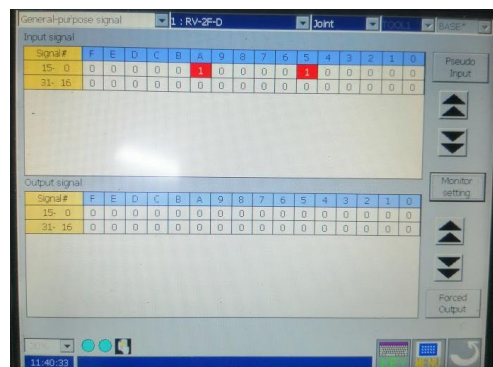 General-purpose signal 1 : RV-2F-D Joint TOOL1 BASE
Input signal
Signal# F E D C B A 9 8 7 6 5 4 3 2 1 0
15- 0 0 0 0 0 0 1 0 0 0 0 1 0 0 0 0 0
31- 16 0 0 0 0 0 0 0 0 0 0 0 0 0 0 0 0
Pseudo
Input
Monitor
setting
Output signal
Signal# F E D C B A 9 8 7 6 5 4 3 2 1 0
15- 0 0 0 0 0 0 0 0 0 0 0 0 0 0 0 0 0
31- 16 0 0 0 0 0 0 0 0 0 0 0 0 0 0 0 0
Forced
Output
11:40:33
MENU